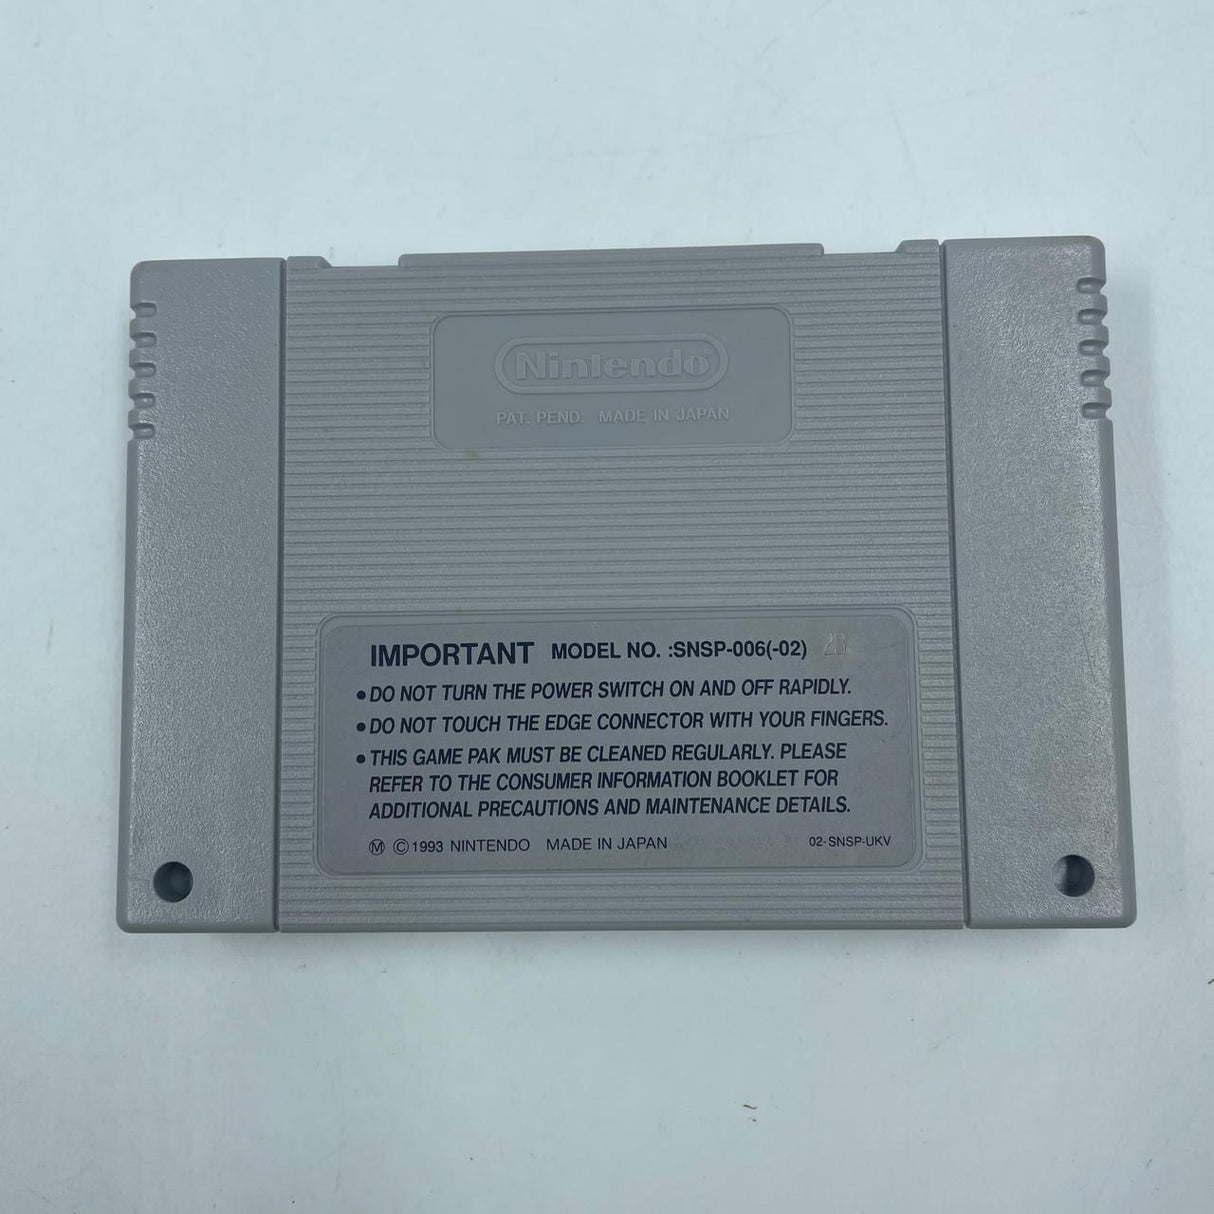 Nintendo
PAT. PEND. MADE IN JAPAN
IMPORTANT MODEL NO. :SNSP-006(-02)
• DO NOT TURN THE POWER SWITCH ON AND OFF RAPIDLY.
• DO NOT TOUCH THE EDGE CONNECTOR WITH YOUR FINGERS.
• THIS GAME PAK MUST BE CLEANED REGULARLY. PLEASE
REFER TO THE CONSUMER INFORMATION BOOKLET FOR
ADDITIONAL PRECAUTIONS AND MAINTENANCE DETAILS.
Ⓜ ©1993 NINTENDO MADE IN JAPAN 02-SNSP-UKV